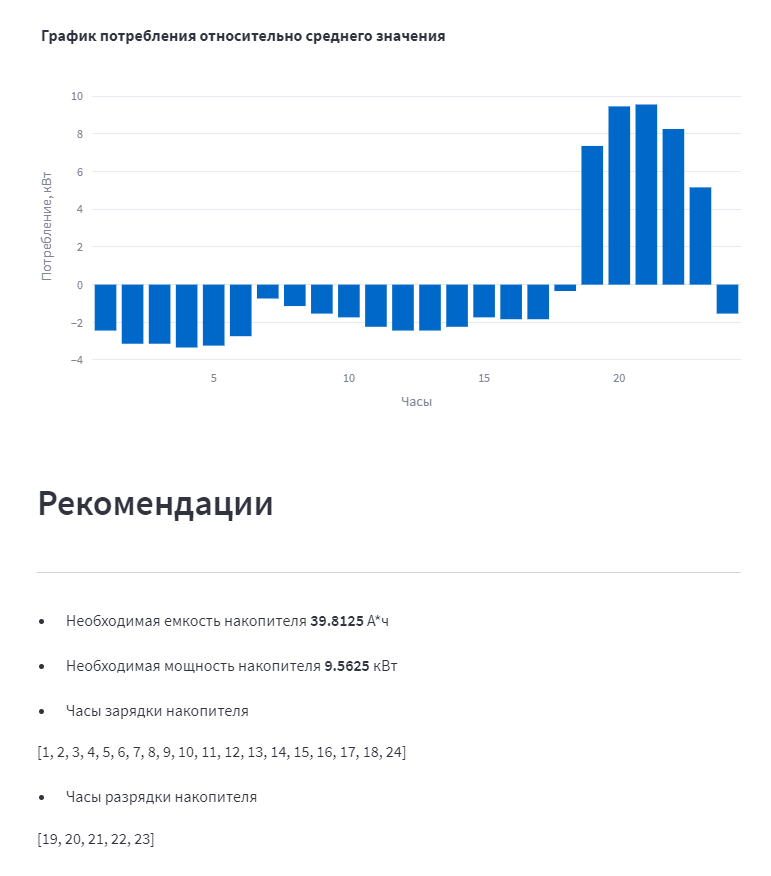 График потребления относительно среднего значения
10
8
6
4
2
0
−2
−4
Потребление, кВт
5
10
15
20
Часы
Рекомендации
• Необходимая емкость накопителя 39.8125 А*ч
• Необходимая мощность накопителя 9.5625 кВт
• Часы зарядки накопителя
[1, 2, 3, 4, 5, 6, 7, 8, 9, 10, 11, 12, 13, 14, 15, 16, 17, 18, 24]
• Часы разрядки накопителя
[19, 20, 21, 22, 23]